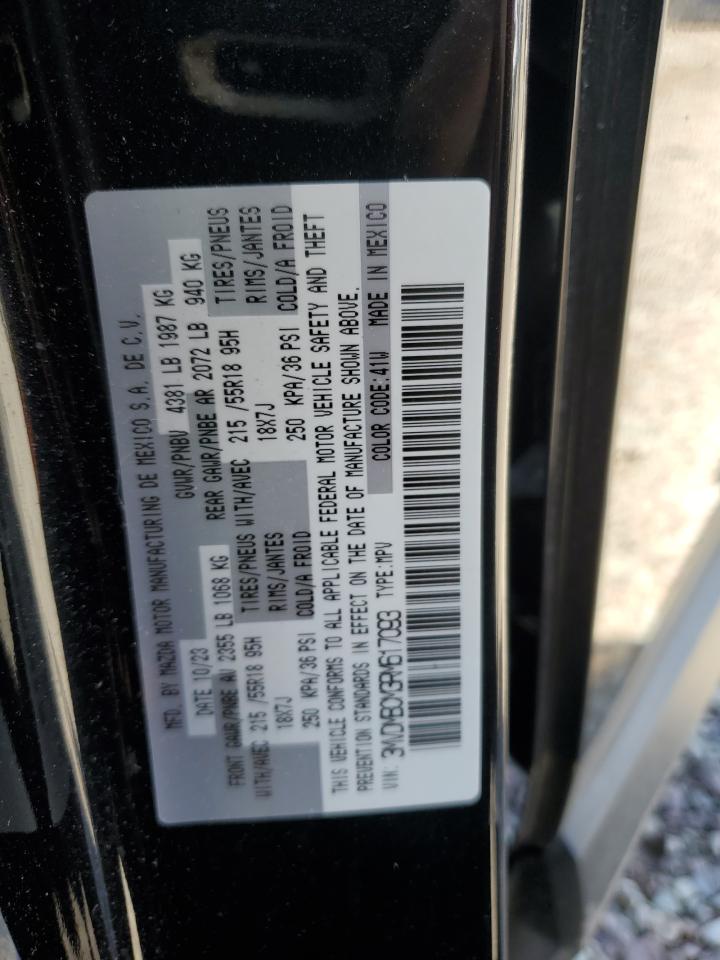 MFD. BY MAZDA MOTOR MANUFACTURING DE MEXICO S.A. DE C.V.
DATE 10/23 GVWR/PNBV 4381 LB 1987 KG
FRONT GAWR/PNBE AV 2355 LB 1068 KG REAR GAWR/PNBE AR 2072 LB 940 KG
WITH/AVEC 215 /55R18 95H TIRES/PNEUS WITH/AVEC 215 /55R18 95H TIRES/PNEUS
18X7J RIMS/JANTES 18X7J RIMS/JANTES
250 KPA/36 PSI COLD/A FROID 250 KPA/36 PSI COLD/A FROID
THIS VEHICLE CONFORMS TO ALL APPLICABLE FEDERAL MOTOR VEHICLE SAFETY AND THEFT
PREVENTION STANDARDS IN EFFECT ON THE DATE OF MANUFACTURE SHOWN ABOVE.
VIN: 3MVDMBCM3RM617093 TYPE:MPV COLOR CODE:41W MADE IN MEXICO